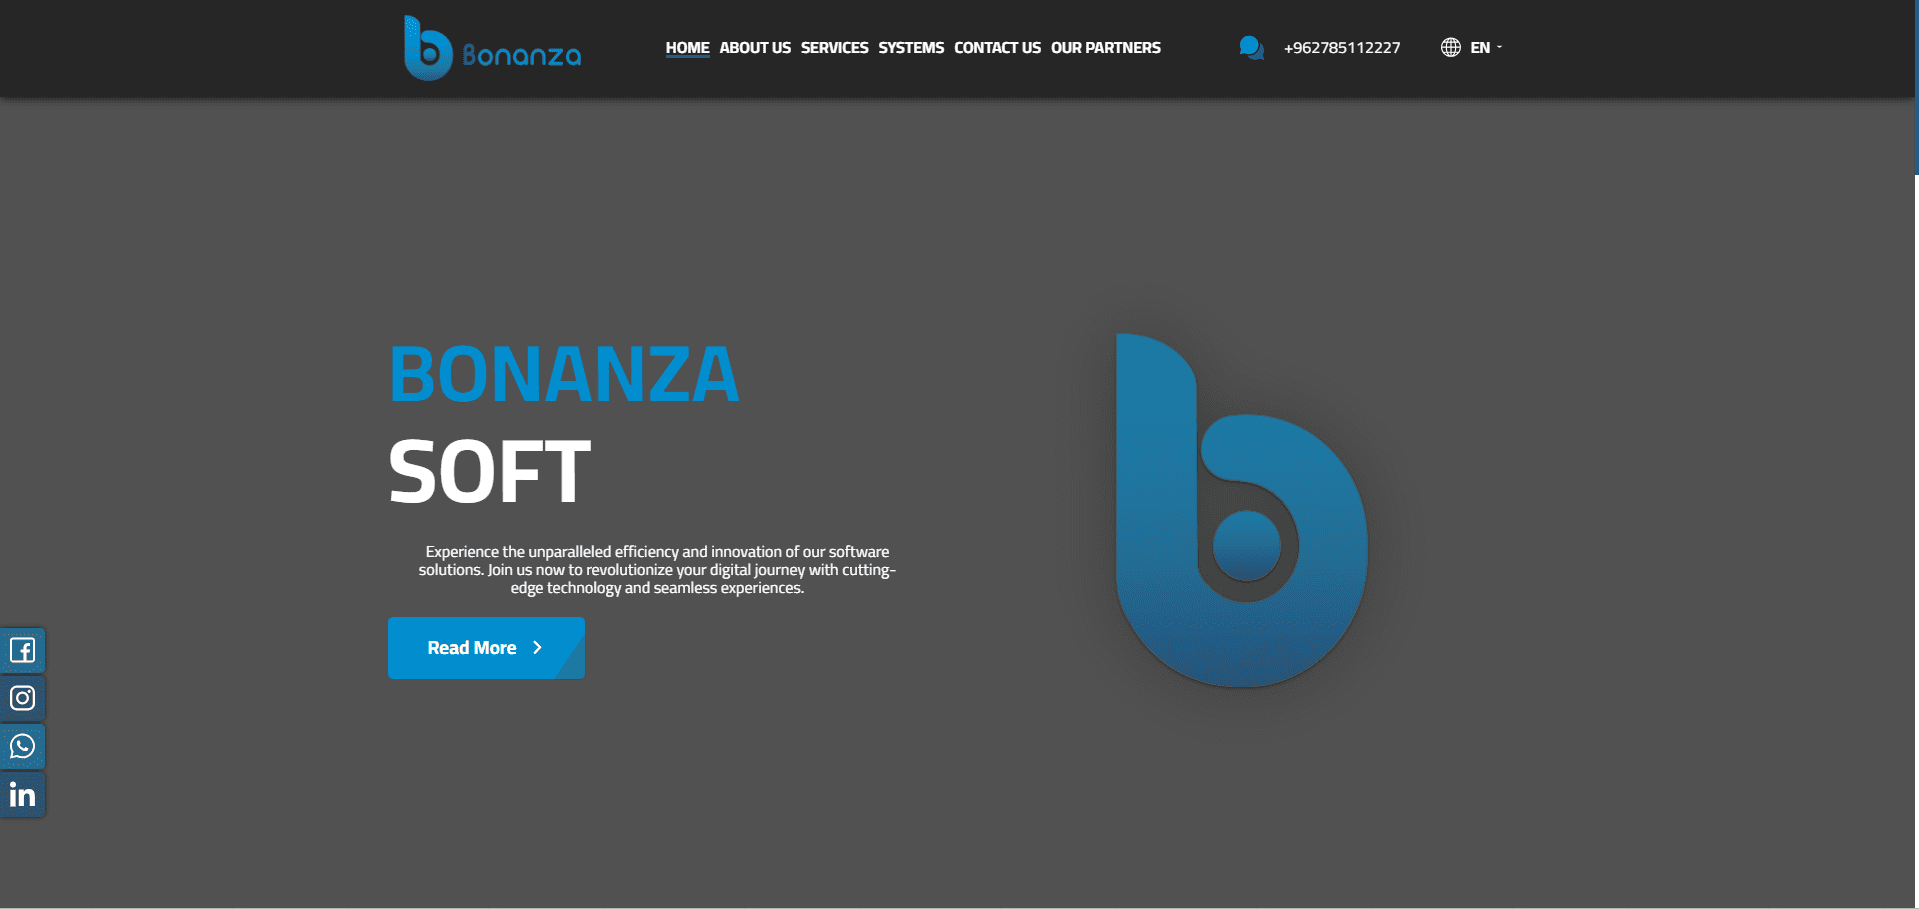 Bonanza
HOME ABOUT US SERVICES SYSTEMS CONTACT US OUR PARTNERS
+962785112227
EN
BONANZA
SOFT
Experience the unparalleled efficiency and innovation of our software
solutions. Join us now to revolutionize your digital journey with cutting-
edge technology and seamless experiences.
Read More